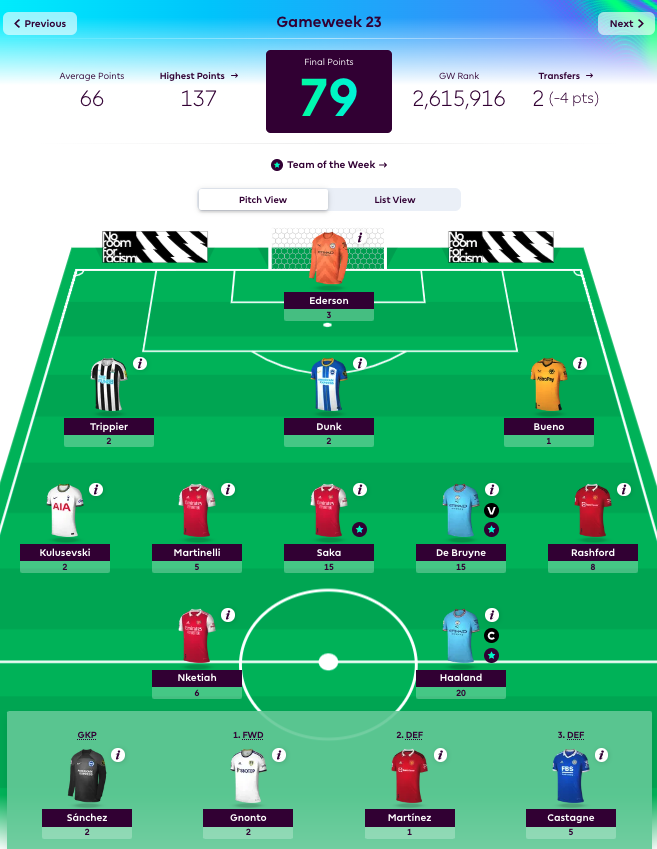 Previous
Gameweek 23
Next
Average Points
66
Highest Points →
137
Final Points
79
GW Rank
2,615,916
Transfers →
2 (-4 pts)
Team of the Week →
Pitch View
List View
No room for racism
No room for racism
Ederson
3
Trippier
2
Dunk
2
Bueno
1
AIA
Kulusevski
2
Martinelli
5
Saka
15
V
De Bruyne
15
Rashford
8
Nketiah
6
C
Haaland
20
GKP
1. FWD
2. DEF
3. DEF
Sánchez
2
Gnonto
2
Martínez
1
FBS
Castagne
5